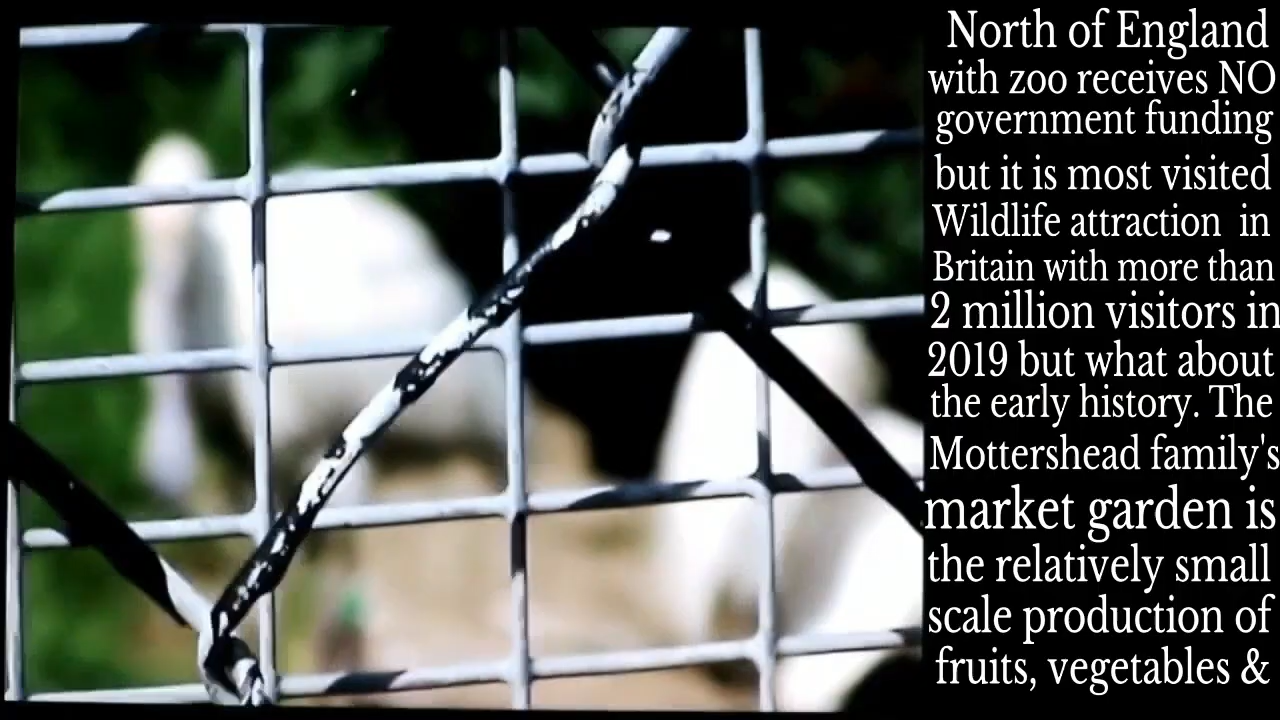 North of England
with zoo receives NO
government funding
but it is most visited
Wildlife attraction in
Britain with more than
2 million visitors in
2019 but what about
the early history. The
Mottershead family's
market garden is
the relatively small
scale production of
fruits, vegetables &